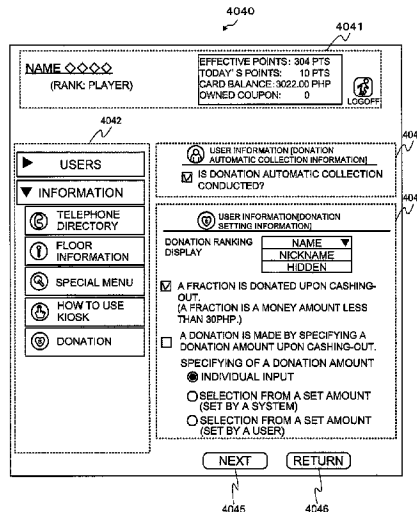 4040
4041
NAME ◇◇◇◇
(RANK: PLAYER)
EFFECTIVE POINTS: 304 PTS
TODAY'S POINTS: 10 PTS
CARD BALANCE: 3022.00 PHP
OWNED COUPON: 0
LOGOFF
4042
▶ USERS
▼ INFORMATION
TELEPHONE
DIRECTORY
FLOOR
INFORMATION
SPECIAL MENU
HOW TO USE
KIOSK
DONATION
USER INFORMATION [DONATION
AUTOMATIC COLLECTION INFORMATION]
IS DONATION AUTOMATIC COLLECTION
CONDUCTED?
USER INFORMATION[DONATION
SETTING INFORMATION]
DONATION RANKING
DISPLAY
NAME ▼
NICKNAME
HIDDEN
A FRACTION IS DONATED UPON CASHING-
OUT.
(A FRACTION IS A MONEY AMOUNT LESS
THAN 30PHP.)
A DONATION IS MADE BY SPECIFYING A
DONATION AMOUNT UPON CASHING-OUT.
SPECIFYING OF A DONATION AMOUNT
INDIVIDUAL INPUT
SELECTION FROM A SET AMOUNT
(SET BY A SYSTEM)
SELECTION FROM A SET AMOUNT
(SET BY A USER)
NEXT
RETURN
4045
4046